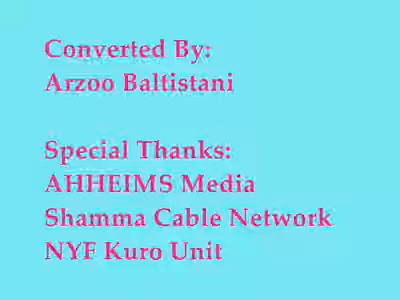 Converted By:
Arzoo Baltistani
Special Thanks:
AHHEIMS Media
Shamma Cable Network
NYF Kuro Unit